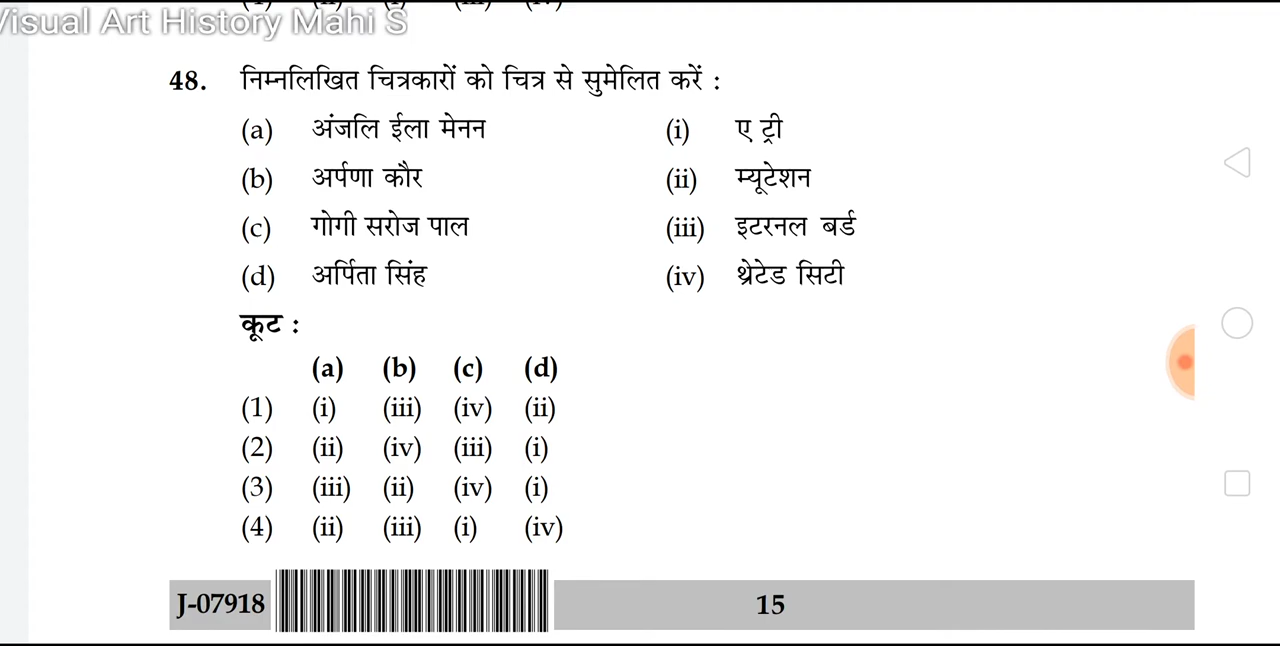 Visual Art History Mahi S
48. निम्नलिखित चित्रकारों को चित्र से सुमेलित करें :
(a) अंजलि ईला मेनन (i) ए ट्री
(b) अर्पणा कौर (ii) म्यूटेशन
(c) गोगी सरोज पाल (iii) इटरनल बर्ड
(d) अर्पिता सिंह (iv) थ्रेटेड सिटी
कूट :
(a) (b) (c) (d)
(1) (i) (iii) (iv) (ii)
(2) (ii) (iv) (iii) (i)
(3) (iii) (ii) (iv) (i)
(4) (ii) (iii) (i) (iv)
J-07918 15